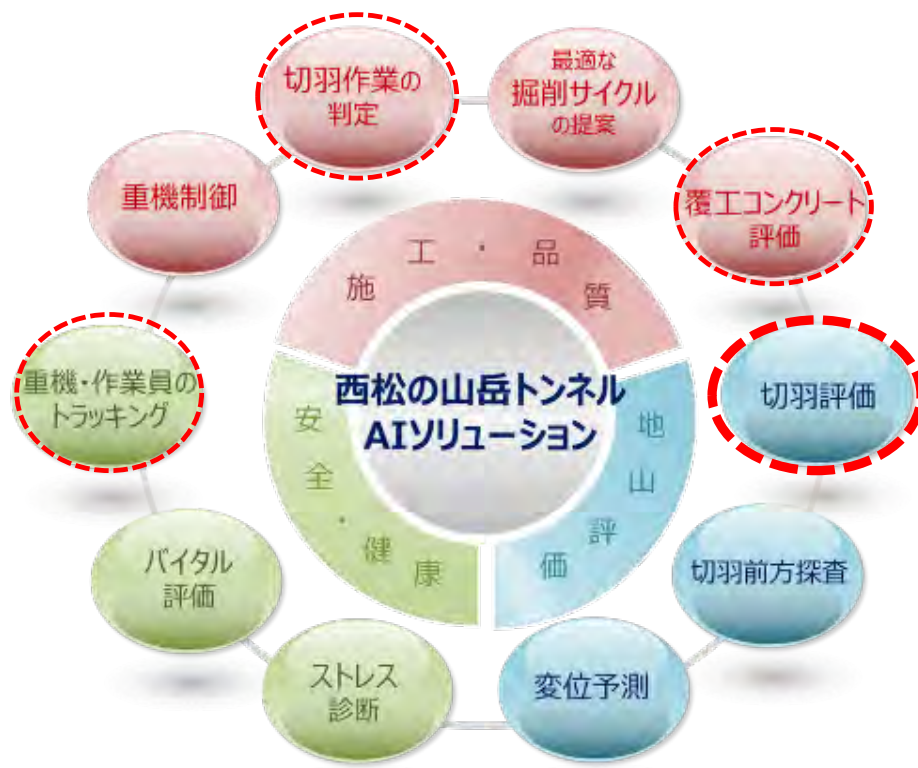 切羽作業の
判定
最適な
掘削サイクル
の提案
重機制御
覆工コンクリート
評価
施工・品質
重機・作業員の
トラッキング
西松の山岳トンネル
AIソリューション
切羽評価
安全・健康
地山評価
バイタル
評価
切羽前方探査
ストレス
診断
変位予測